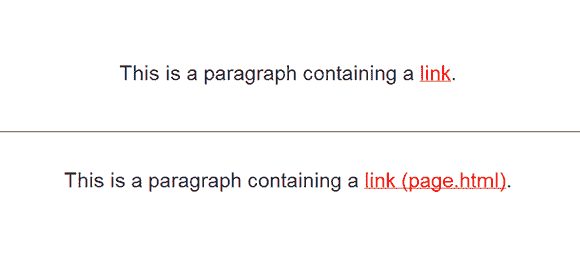 This is a paragraph containing a link.
This is a paragraph containing a link (page.html).